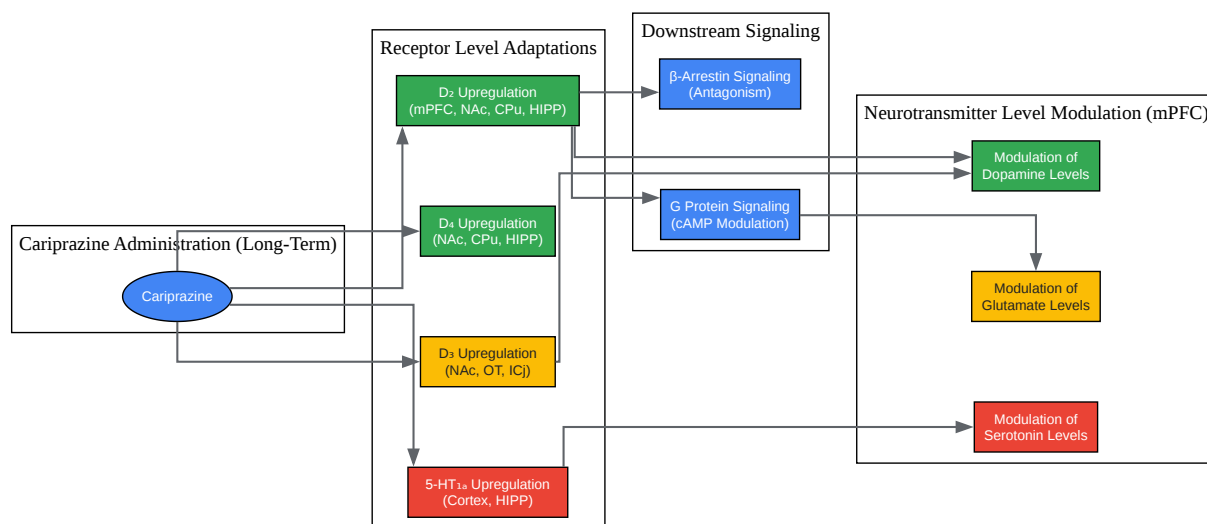 Cariprazine Administration (Long-Term)
Cariprazine
Receptor Level Adaptations
D₂ Upregulation
(mPFC, NAc, CPu, HIPP)
D₄ Upregulation
(NAc, CPu, HIPP)
D₃ Upregulation
(NAc, OT, ICj)
5-HT₁ₐ Upregulation
(Cortex, HIPP)
Downstream Signaling
β-Arrestin Signaling
(Antagonism)
G Protein Signaling
(cAMP Modulation)
Neurotransmitter Level Modulation (mPFC)
Modulation of
Dopamine Levels
Modulation of
Glutamate Levels
Modulation of
Serotonin Levels